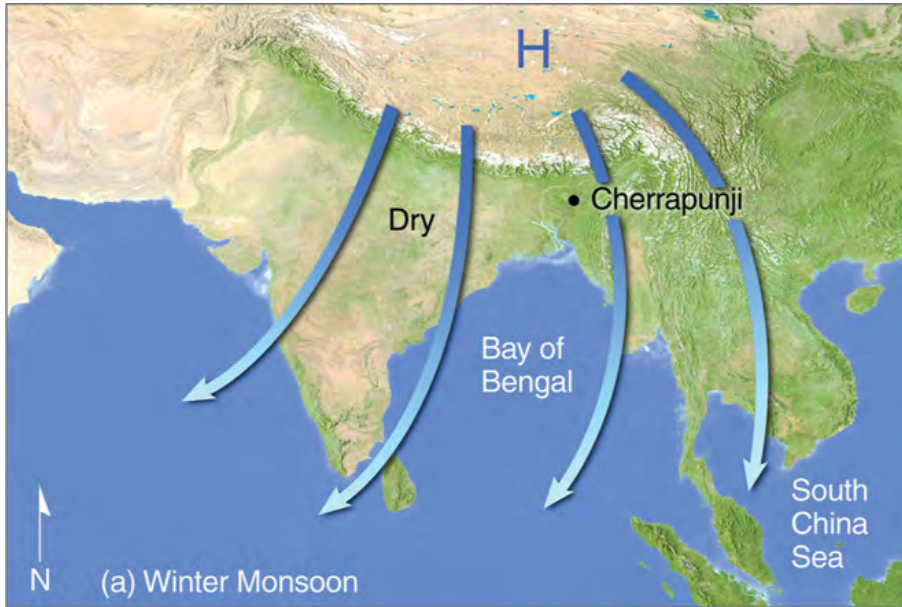 H
Dry
Cherrapunji
Bay of
Bengal
South
China
Sea
N
(a) Winter Monsoon